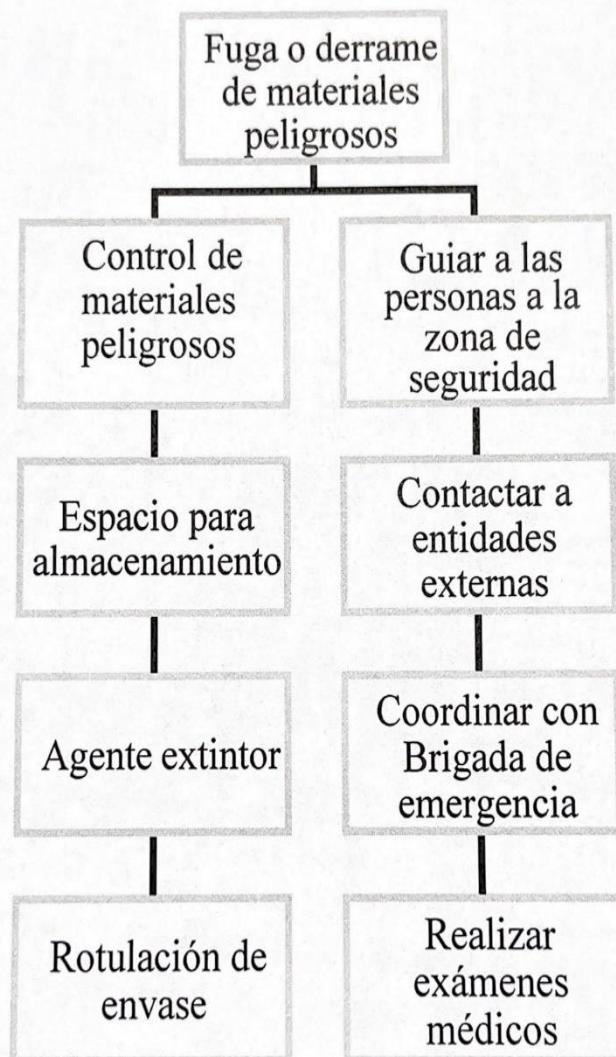 Fuga o derrame
de materiales
peligrosos
Control de
materiales
peligrosos
Espacio para
almacenamiento
Agente extintor
Rotulación de
envase
Guiar a las
personas a la
zona de
seguridad
Contactar a
entidades
externas
Coordinar con
Brigada de
emergencia
Realizar
exámenes
médicos